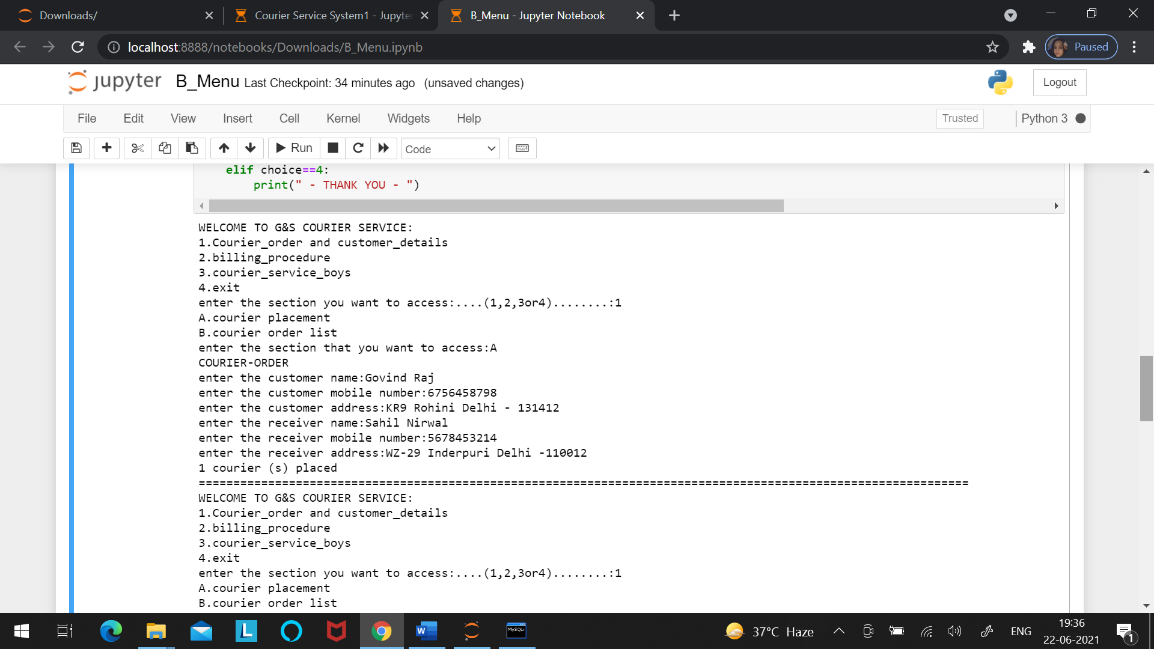 Downloads/
Courier Service System1 - Jupyte
B_Menu - Jupyter Notebook
localhost:8888/notebooks/Downloads/B_Menu.ipynb
Paused
jupyter B_Menu Last Checkpoint: 34 minutes ago (unsaved changes)
Logout
File Edit View Insert Cell Kernel Widgets Help
Trusted
Python 3
Run
Code
elif choice==4:
print(" - THANK YOU - ")
WELCOME TO G&S COURIER SERVICE:
1.Courier_order and customer_details
2.billing_procedure
3.courier_service_boys
4.exit
enter the section you want to access:....(1,2,3or4)........:1
A.courier placement
B.courier order list
enter the section that you want to access:A
COURIER-ORDER
enter the customer name:Govind Raj
enter the customer mobile number:6756458798
enter the customer address:KR9 Rohini Delhi - 131412
enter the receiver name:Sahil Nirwal
enter the receiver mobile number:5678453214
enter the receiver address:WZ-29 Inderpuri Delhi -110012
1 courier (s) placed
===============================================================================================================
WELCOME TO G&S COURIER SERVICE:
1.Courier_order and customer_details
2.billing_procedure
3.courier_service_boys
4.exit
enter the section you want to access:....(1,2,3or4)........:1
A.courier placement
B.courier order list
L
W
MySQL
37°C Haze
ENG
19:36
22-06-2021
1